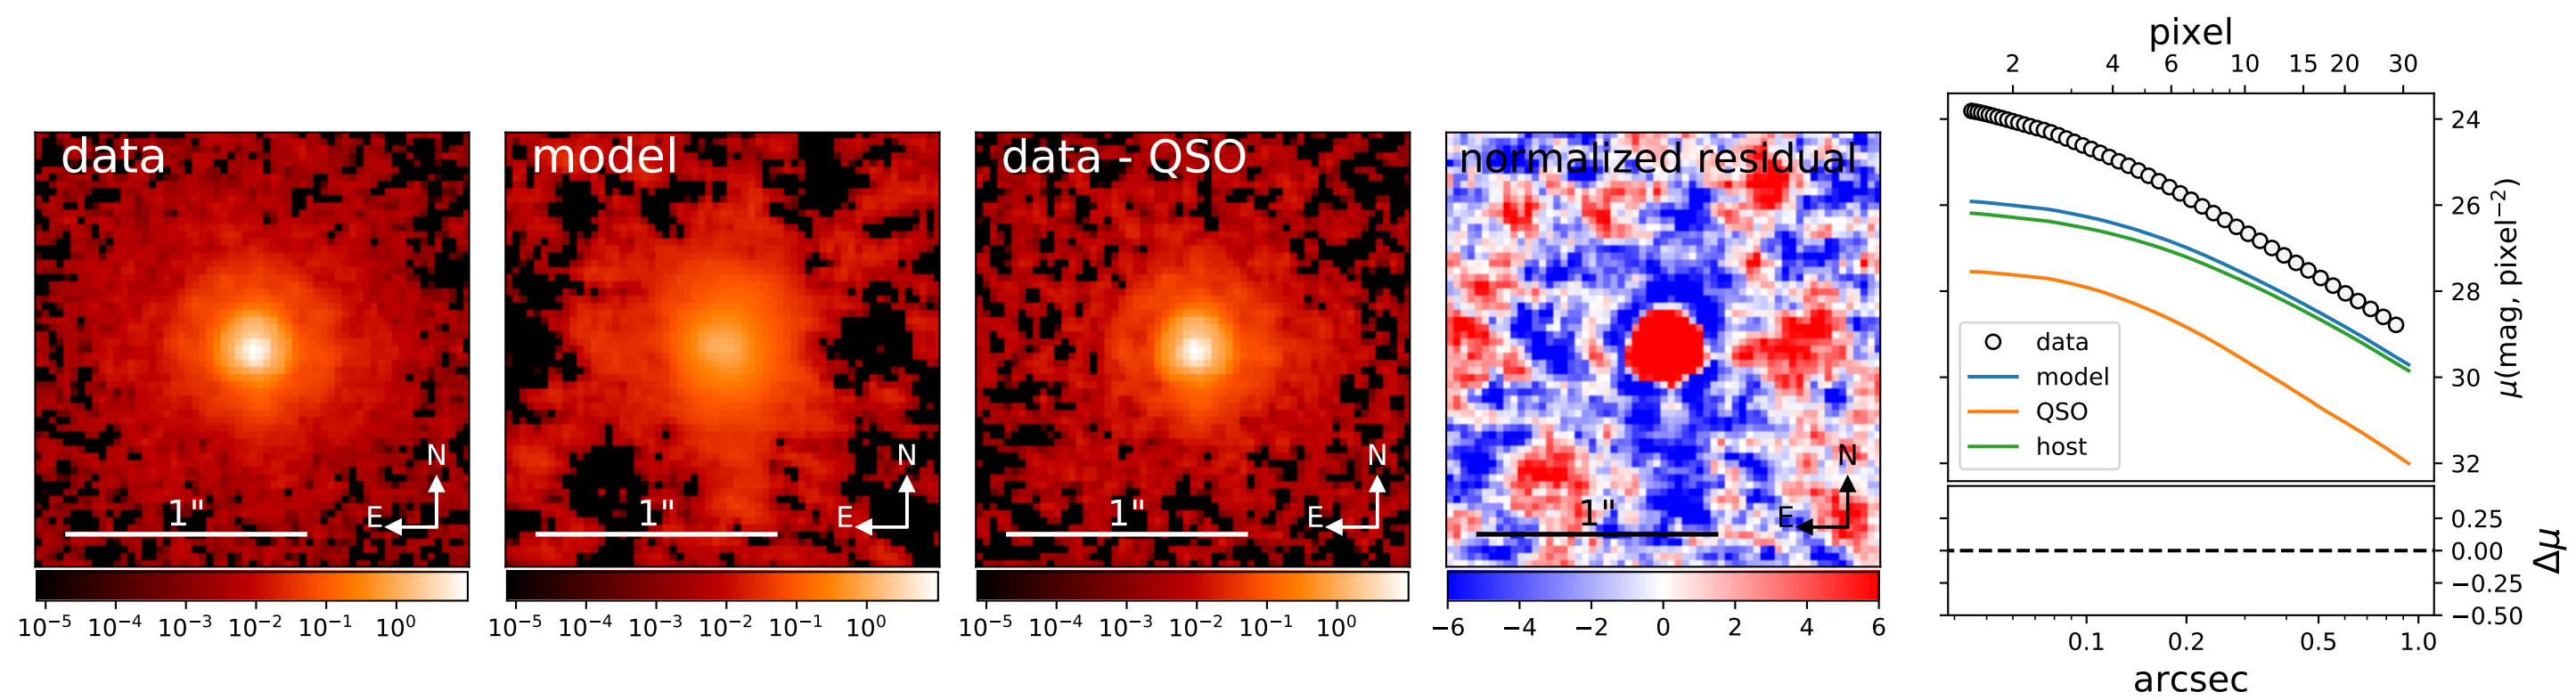 data
N
E
1"
10⁻⁵ 10⁻⁴ 10⁻³ 10⁻² 10⁻¹ 10⁰
model
N
E
1"
10⁻⁵ 10⁻⁴ 10⁻³ 10⁻² 10⁻¹ 10⁰
data - QSO
N
E
1"
10⁻⁵ 10⁻⁴ 10⁻³ 10⁻² 10⁻¹ 10⁰
normalized residual
N
E
1"
−6 −4 −2 0 2 4 6
pixel
2 4 6 10 15 20 30
24
26
28
30
32
μ(mag, pixel⁻²)
data
model
QSO
host
0.25
0.00
−0.25
−0.50
Δμ
0.1 0.2 0.5 1.0
arcsec